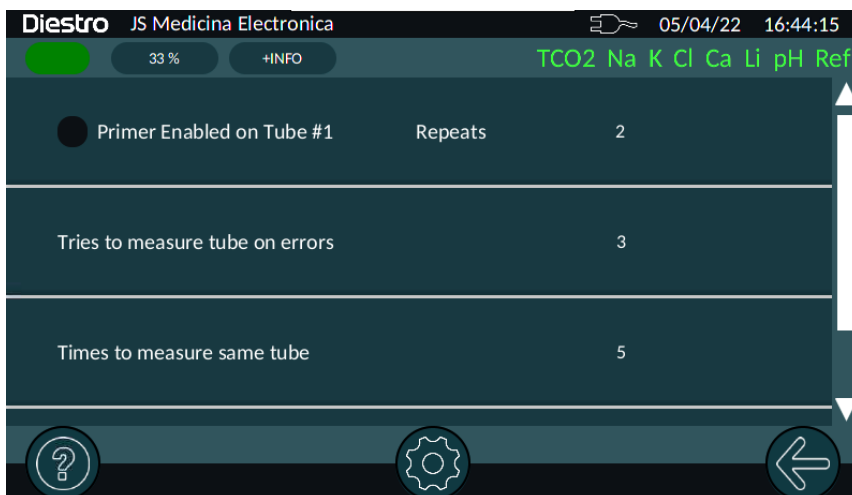 Diestro JS Medicina Electronica 05/04/22 16:44:15
33 % +INFO TCO2 Na K Cl Ca Li pH Ref
Primer Enabled on Tube #1 Repeats 2
Tries to measure tube on errors 3
Times to measure same tube 5
?